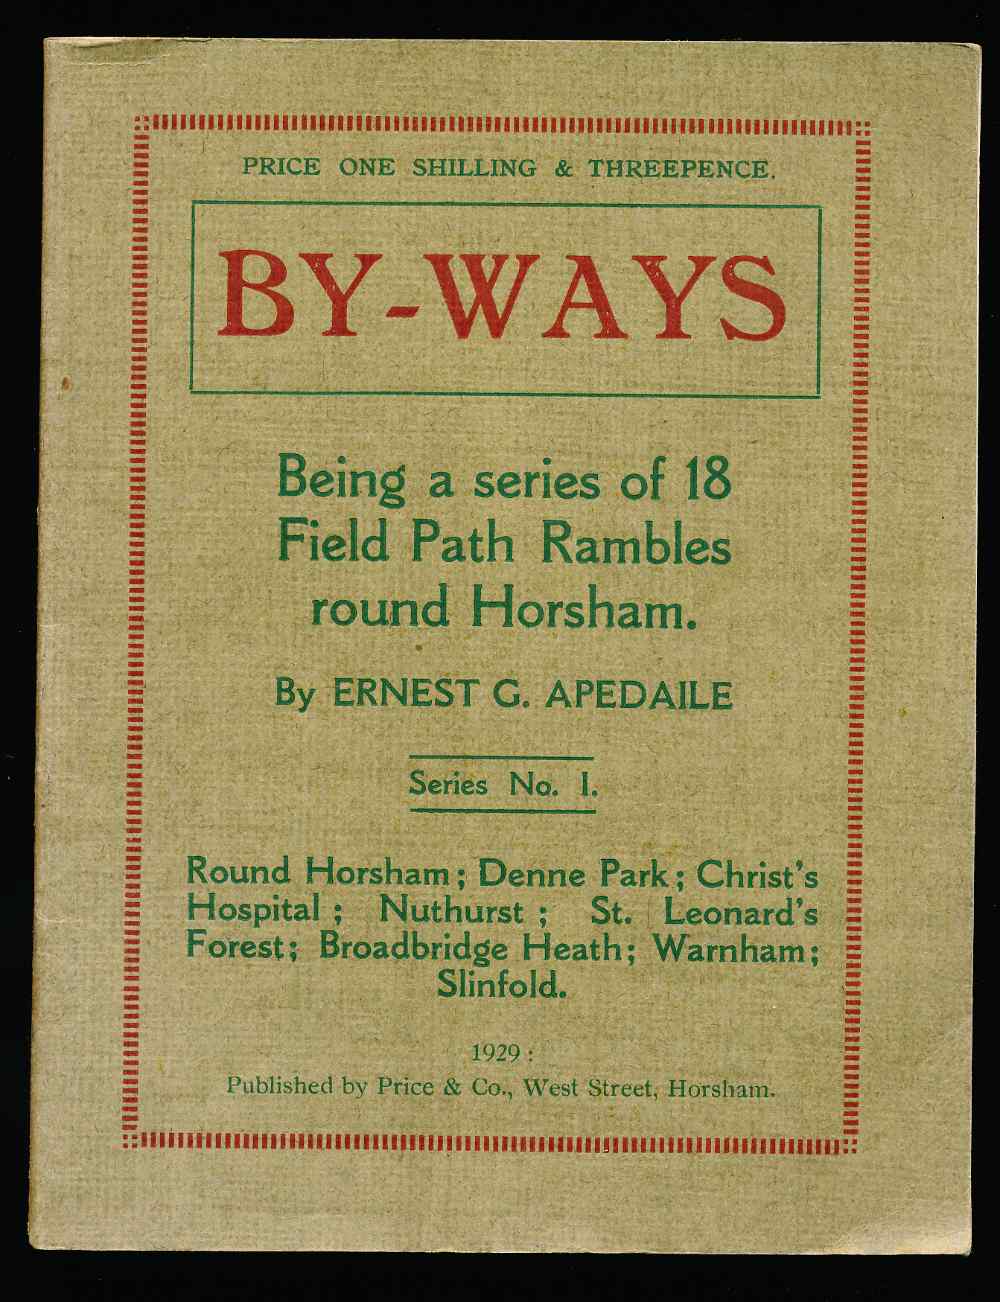 PRICE ONE SHILLING & THREEPENCE.
BY-WAYS
Being a series of 18
Field Path Rambles
round Horsham.
By ERNEST G. APEDAILE
Series No. 1.
Round Horsham; Denne Park; Christ's
Hospital; Nuthurst; St. Leonard's
Forest; Broadbridge Heath; Warnham;
Slinfold.
1929:
Published by Price & Co., West Street, Horsham.